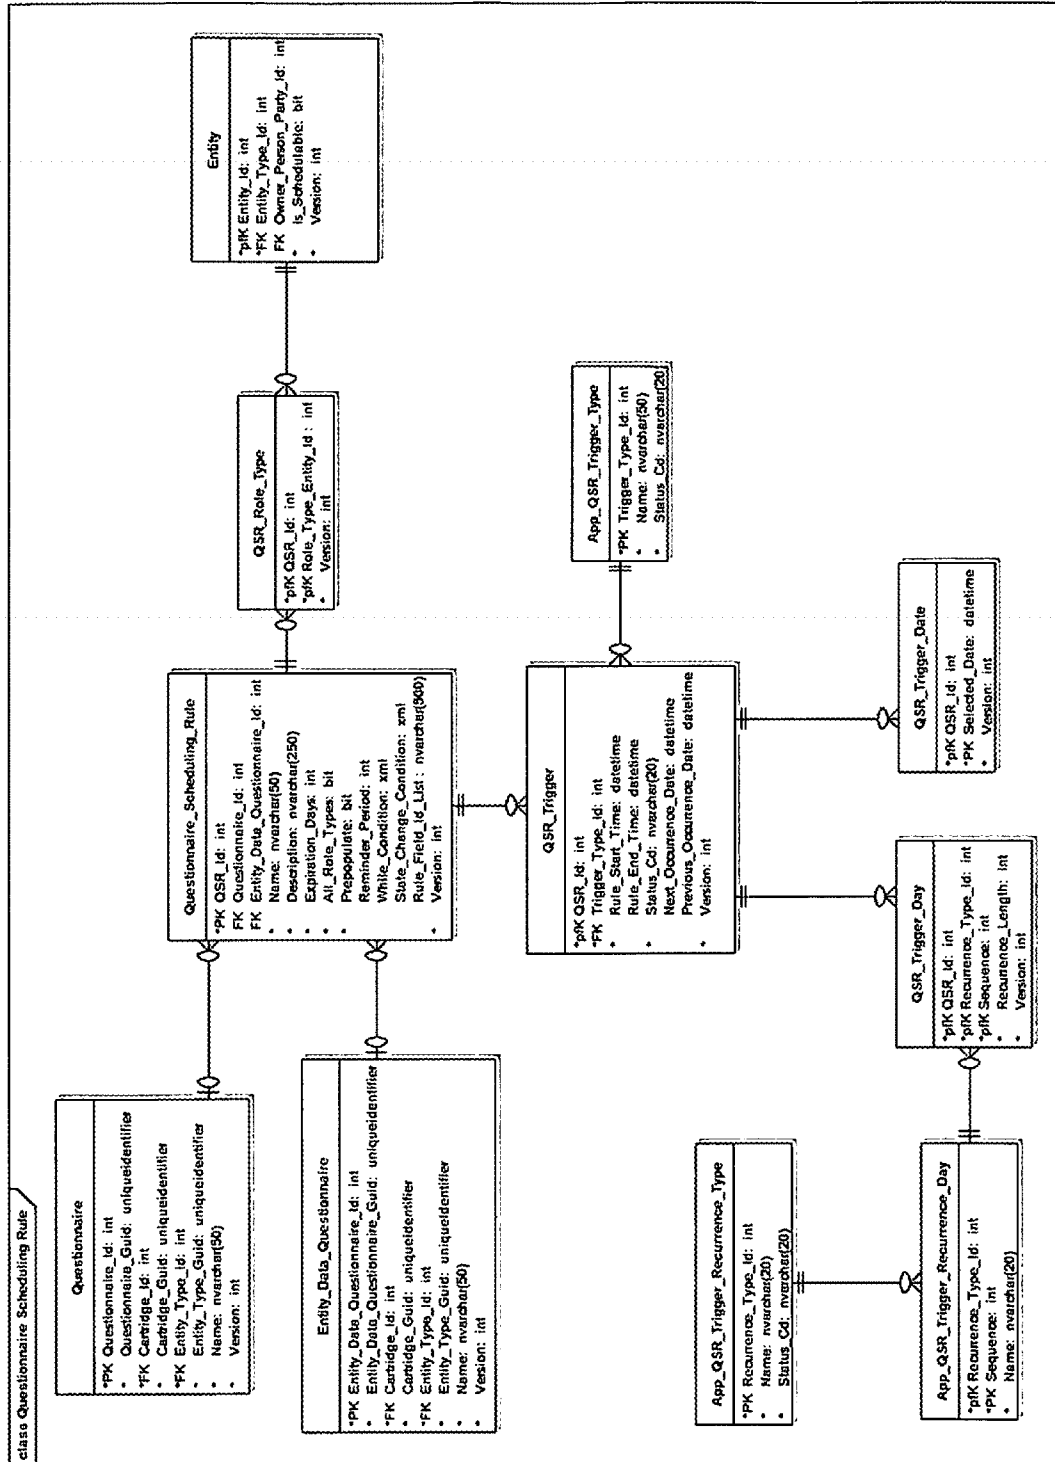 class Questionnaire Scheduling Rule
Questionnaire
*PK Questionnaire_Id: int
* Questionnaire_Guid: uniqueidentifier
*FK Cartridge_Id: int
* Cartridge_Guid: uniqueidentifier
*FK Entity_Type_Id: int
* Entity_Type_Guid: uniqueidentifier
* Name: nvarchar(50)
* Version: int
Entity_Data_Questionnaire
*PK Entity_Data_Questionnaire_Id: int
* Entity_Data_Questionnaire_Guid: uniqueidentifier
*FK Cartridge_Id: int
* Cartridge_Guid: uniqueidentifier
*FK Entity_Type_Id: int
* Entity_Type_Guid: uniqueidentifier
* Name: nvarchar(50)
* Version: int
Questionnaire_Scheduling_Rule
*PK QSR_Id: int
FK Questionnaire_Id: int
FK Entity_Data_Questionnaire_Id: int
* Name: nvarchar(50)
* Description: nvarchar(250)
* Expiration_Days: int
* All_Role_Types: bit
* Prepopulate: bit
Reminder_Period: int
While_Condition: xml
State_Change_Condition: xml
Rule_Field_Id_List: nvarchar(500)
* Version: int
QSR_Role_Type
*pfK QSR_Id: int
*pfK Role_Type_Entity_Id : int
* Version: int
Entity
*pfK Entity_Id: int
*FK Entity_Type_Id: int
FK Owner_Person_Party_Id: int
* Is_Schedulable: bit
* Version: int
QSR_Trigger
*pfK QSR_Id: int
*FK Trigger_Type_Id: int
* Rule_Start_Time: datetime
Rule_End_Time: datetime
* Status_Cd: nvarchar(20)
Next_Occurrence_Date: datetime
Previous_Occurrence_Date: datetime
* Version: int
App_QSR_Trigger_Type
*PK Trigger_Type_Id: int
* Name: nvarchar(50)
* Status_Cd: nvarchar(20)
App_QSR_Trigger_Recurrence_Type
*PK Recurrence_Type_Id: int
* Name: nvarchar(20)
* Status_Cd: nvarchar(20)
App_QSR_Trigger_Recurrence_Day
*pfK Recurrence_Type_Id: int
*PK Sequence: int
* Name: nvarchar(20)
QSR_Trigger_Day
*pfK QSR_Id: int
*pfK Recurrence_Type_Id: int
*pfK Sequence: int
* Recurrence_Length: int
* Version: int
QSR_Trigger_Date
*pfK QSR_Id: int
*PK Selected_Date: datetime
* Version: int